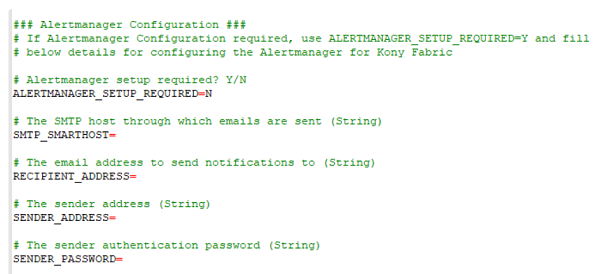 ### Alertmanager Configuration ###
# If Alertmanager Configuration required, use ALERTMANAGER_SETUP_REQUIRED=Y and fill
# below details for configuring the Alertmanager for Kony Fabric
# Alertmanager setup required? Y/N
ALERTMANAGER_SETUP_REQUIRED=N
# The SMTP host through which emails are sent (String)
SMTP_SMARTHOST=
# The email address to send notifications to (String)
RECIPIENT_ADDRESS=
# The sender address (String)
SENDER_ADDRESS=
# The sender authentication password (String)
SENDER_PASSWORD=